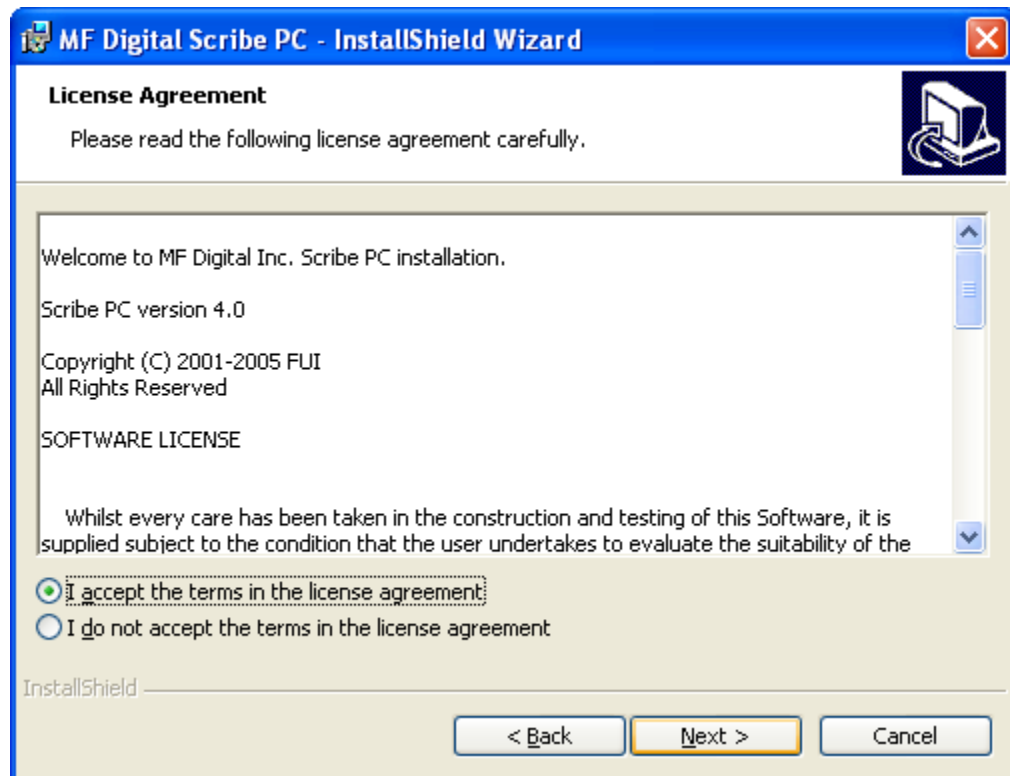 MF Digital Scribe PC - InstallShield Wizard
License Agreement
Please read the following license agreement carefully.
Welcome to MF Digital Inc. Scribe PC installation.
Scribe PC version 4.0
Copyright (C) 2001-2005 FUI
All Rights Reserved
SOFTWARE LICENSE
Whilst every care has been taken in the construction and testing of this Software, it is
supplied subject to the condition that the user undertakes to evaluate the suitability of the
I accept the terms in the license agreement
I do not accept the terms in the license agreement
InstallShield
< Back
Next >
Cancel